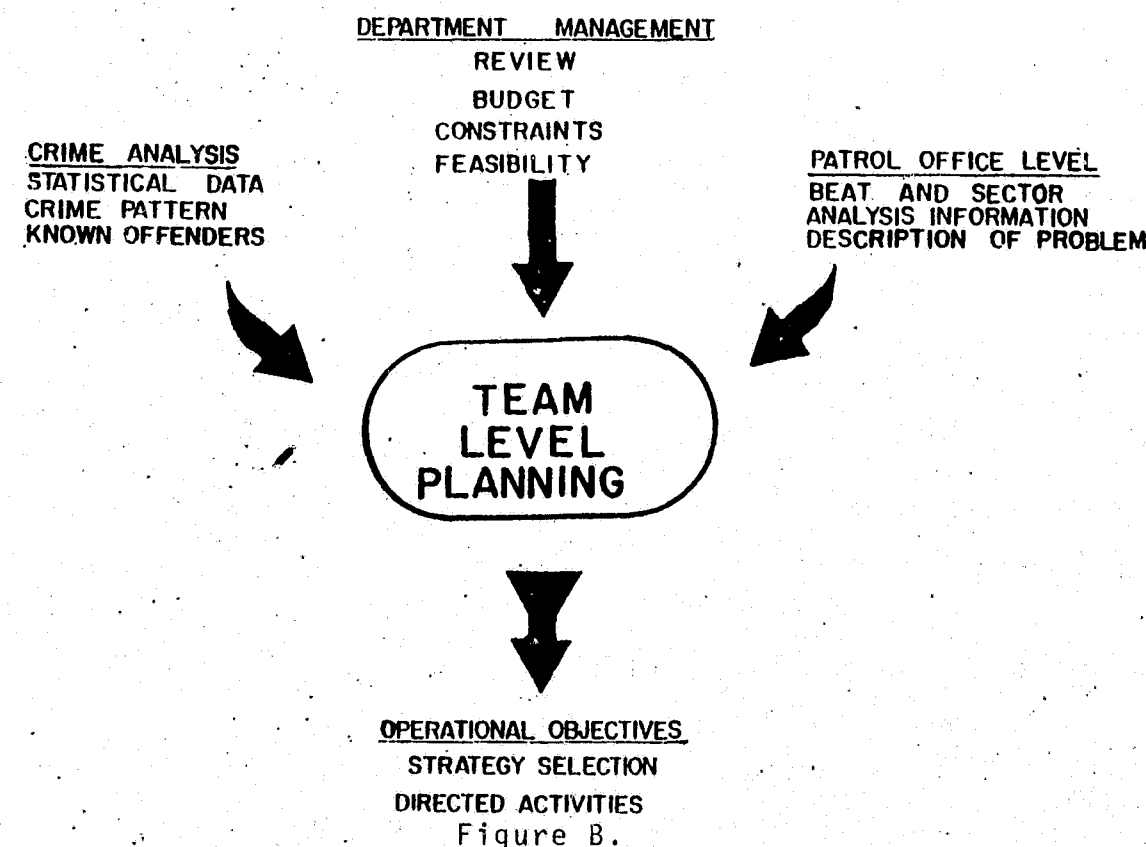 DEPARTMENT MANAGEMENT
REVIEW
BUDGET
CONSTRAINTS
FEASIBILITY
CRIME ANALYSIS
STATISTICAL DATA
CRIME PATTERN
KNOWN OFFENDERS
PATROL OFFICE LEVEL
BEAT AND SECTOR
ANALYSIS INFORMATION
DESCRIPTION OF PROBLEM
TEAM
LEVEL
PLANNING
OPERATIONAL OBJECTIVES
STRATEGY SELECTION
DIRECTED ACTIVITIES
Figure B.